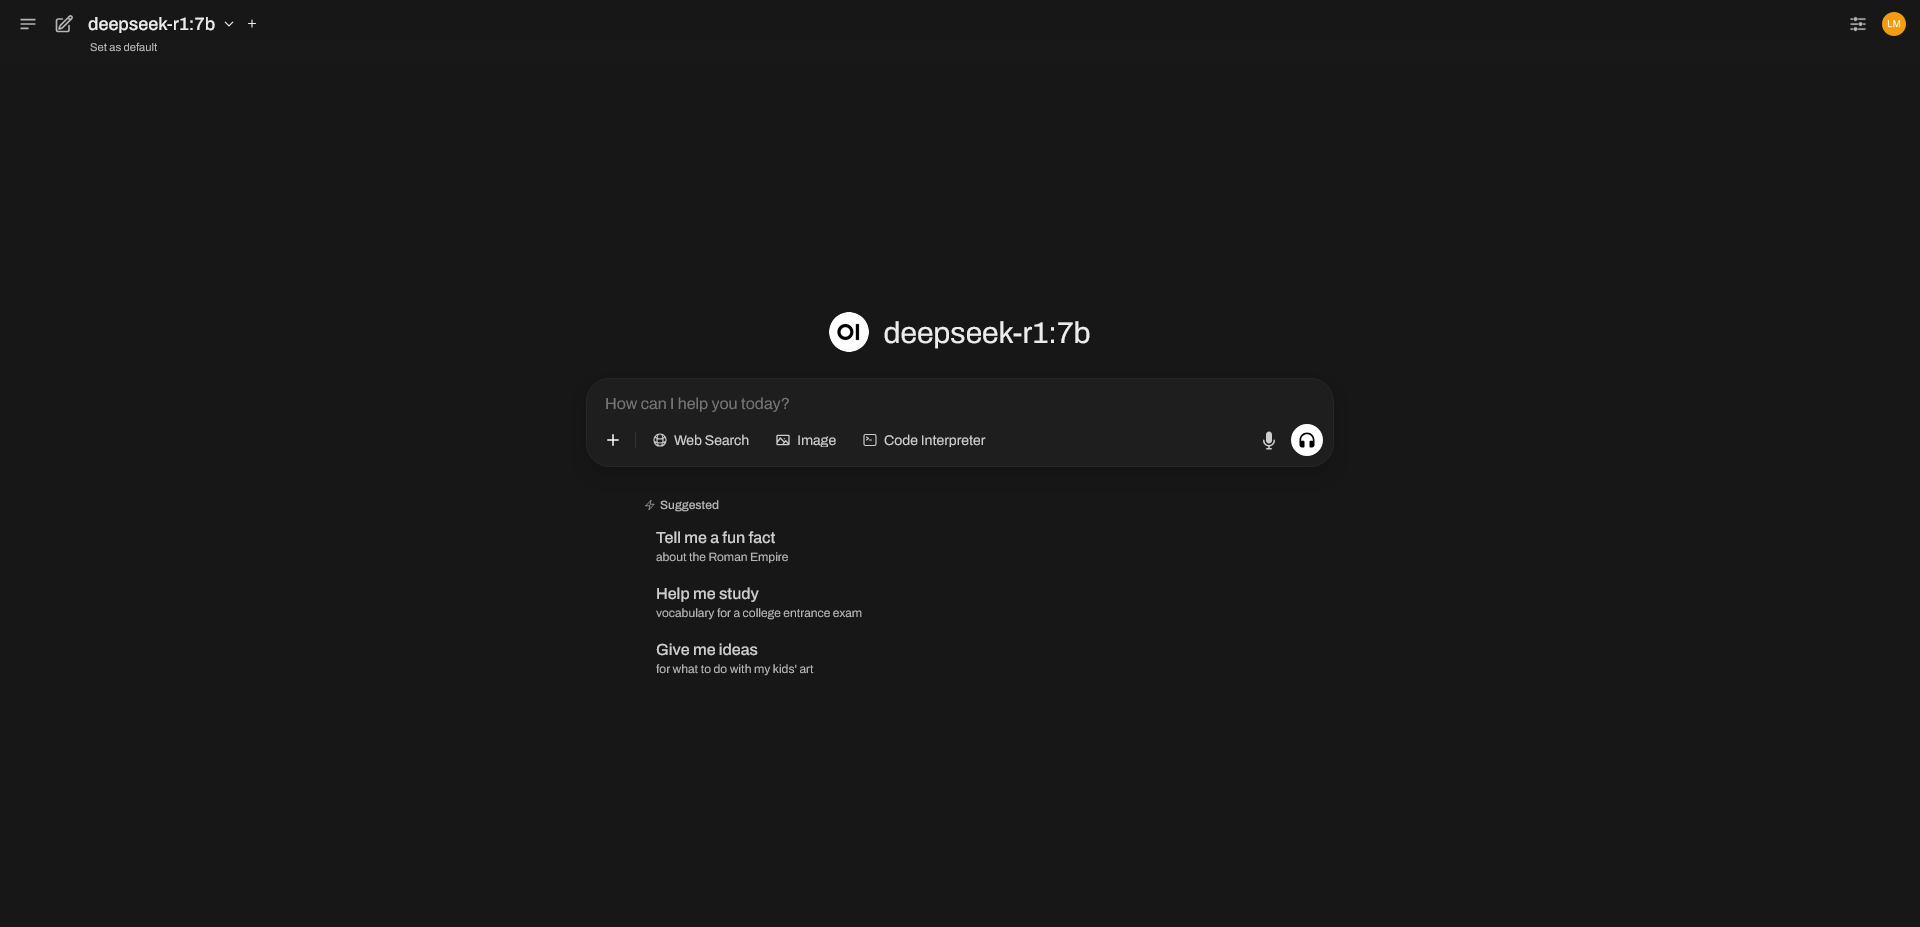 deepseek-r1:7b
Set as default
LM
OI deepseek-r1:7b
How can I help you today?
Web Search Image Code Interpreter
Suggested
Tell me a fun fact
about the Roman Empire
Help me study
vocabulary for a college entrance exam
Give me ideas
for what to do with my kids' art